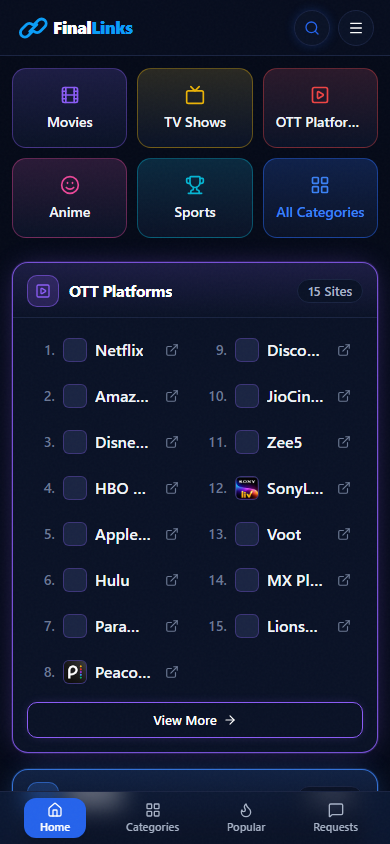 FinalLinks
Movies
TV Shows
OTT Platfor...
Anime
Sports
All Categories
OTT Platforms
15 Sites
1. Netflix
2. Amaz...
3. Disne...
4. HBO ...
5. Apple...
6. Hulu
7. Para...
8. Peaco...
9. Disco...
10. JioCin...
11. Zee5
12. SONY liv SonyL...
13. Voot
14. MX Pl...
15. Lions...
View More →
Home
Categories
Popular
Requests